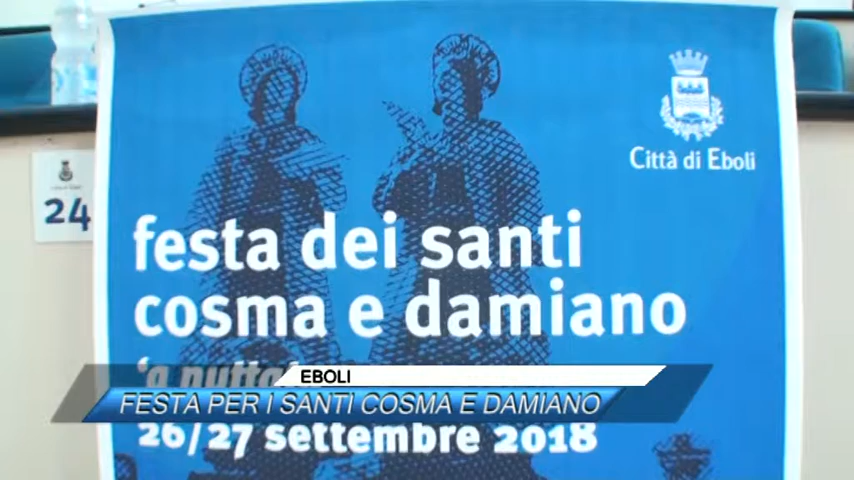 Città di Eboli
24
festa dei santi
cosma e damiano
'a nuttat
EBOLI
FESTA PER I SANTI COSMA E DAMIANO
26/27 settembre 2018